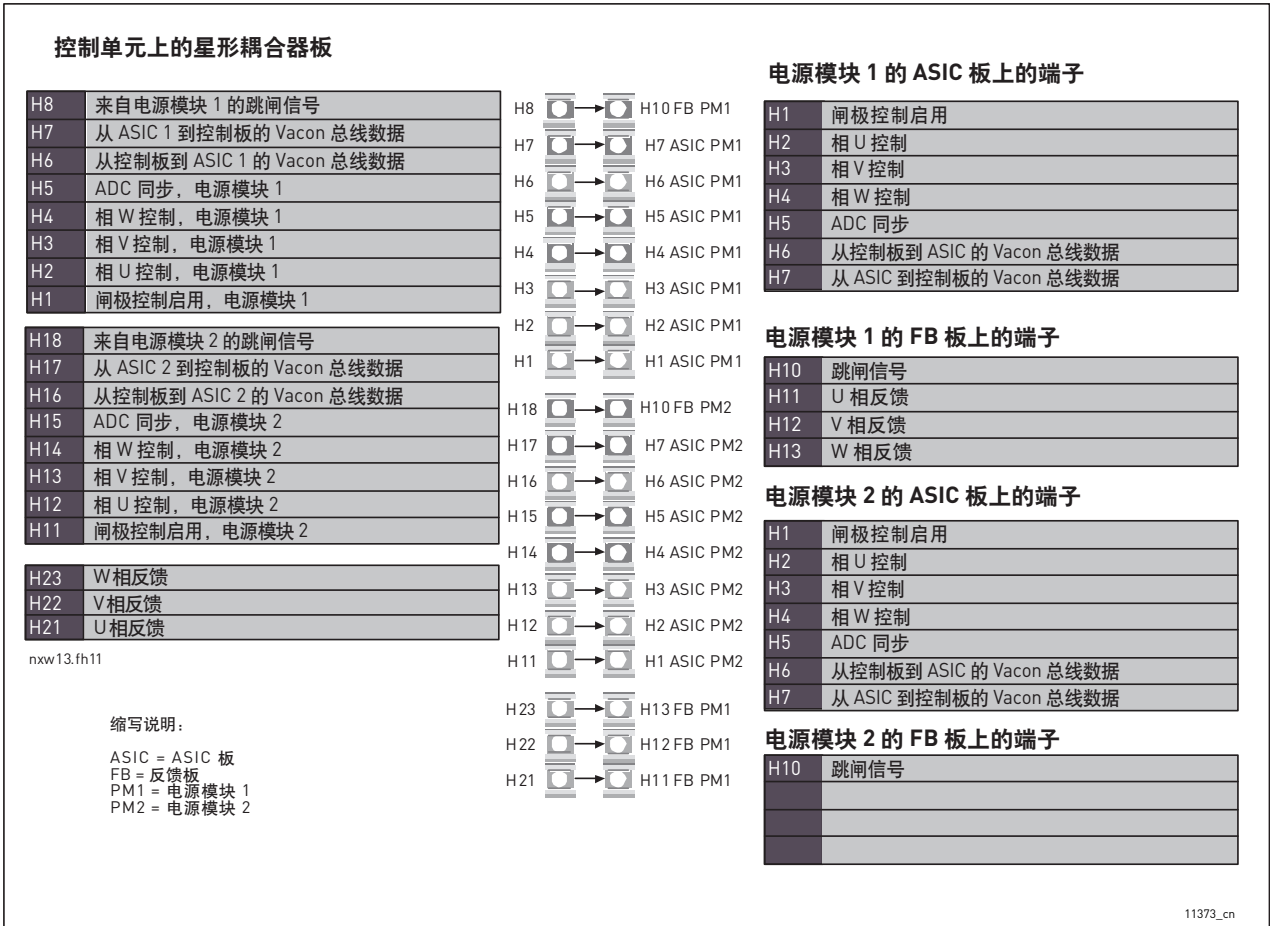 控制单元上的星形耦合器板
H8 来自电源模块 1 的跳闸信号
H7 从 ASIC 1 到控制板的 Vacon 总线数据
H6 从控制板到 ASIC 1 的 Vacon 总线数据
H5 ADC 同步，电源模块 1
H4 相 W 控制，电源模块 1
H3 相 V 控制，电源模块 1
H2 相 U 控制，电源模块 1
H1 闸极控制启用，电源模块 1
H18 来自电源模块 2 的跳闸信号
H17 从 ASIC 2 到控制板的 Vacon 总线数据
H16 从控制板到 ASIC 2 的 Vacon 总线数据
H15 ADC 同步，电源模块 2
H14 相 W 控制，电源模块 2
H13 相 V 控制，电源模块 2
H12 相 U 控制，电源模块 2
H11 闸极控制启用，电源模块 2
H23 W相反馈
H22 V相反馈
H21 U相反馈
nxw13.fh11
缩写说明：
ASIC = ASIC 板
FB = 反馈板
PM1 = 电源模块 1
PM2 = 电源模块 2
H8 H10 FB PM1
H7 H7 ASIC PM1
H6 H6 ASIC PM1
H5 H5 ASIC PM1
H4 H4 ASIC PM1
H3 H3 ASIC PM1
H2 H2 ASIC PM1
H1 H1 ASIC PM1
H18 H10 FB PM2
H17 H7 ASIC PM2
H16 H6 ASIC PM2
H15 H5 ASIC PM2
H14 H4 ASIC PM2
H13 H3 ASIC PM2
H12 H2 ASIC PM2
H11 H1 ASIC PM2
H23 H13 FB PM1
H22 H12 FB PM1
H21 H11 FB PM1
电源模块 1 的 ASIC 板上的端子
H1 闸极控制启用
H2 相 U 控制
H3 相 V 控制
H4 相 W 控制
H5 ADC 同步
H6 从控制板到 ASIC 的 Vacon 总线数据
H7 从 ASIC 到控制板的 Vacon 总线数据
电源模块 1 的 FB 板上的端子
H10 跳闸信号
H11 U 相反馈
H12 V 相反馈
H13 W 相反馈
电源模块 2 的 ASIC 板上的端子
H1 闸极控制启用
H2 相 U 控制
H3 相 V 控制
H4 相 W 控制
H5 ADC 同步
H6 从控制板到 ASIC 的 Vacon 总线数据
H7 从 ASIC 到控制板的 Vacon 总线数据
电源模块 2 的 FB 板上的端子
H10 跳闸信号
11373_cn